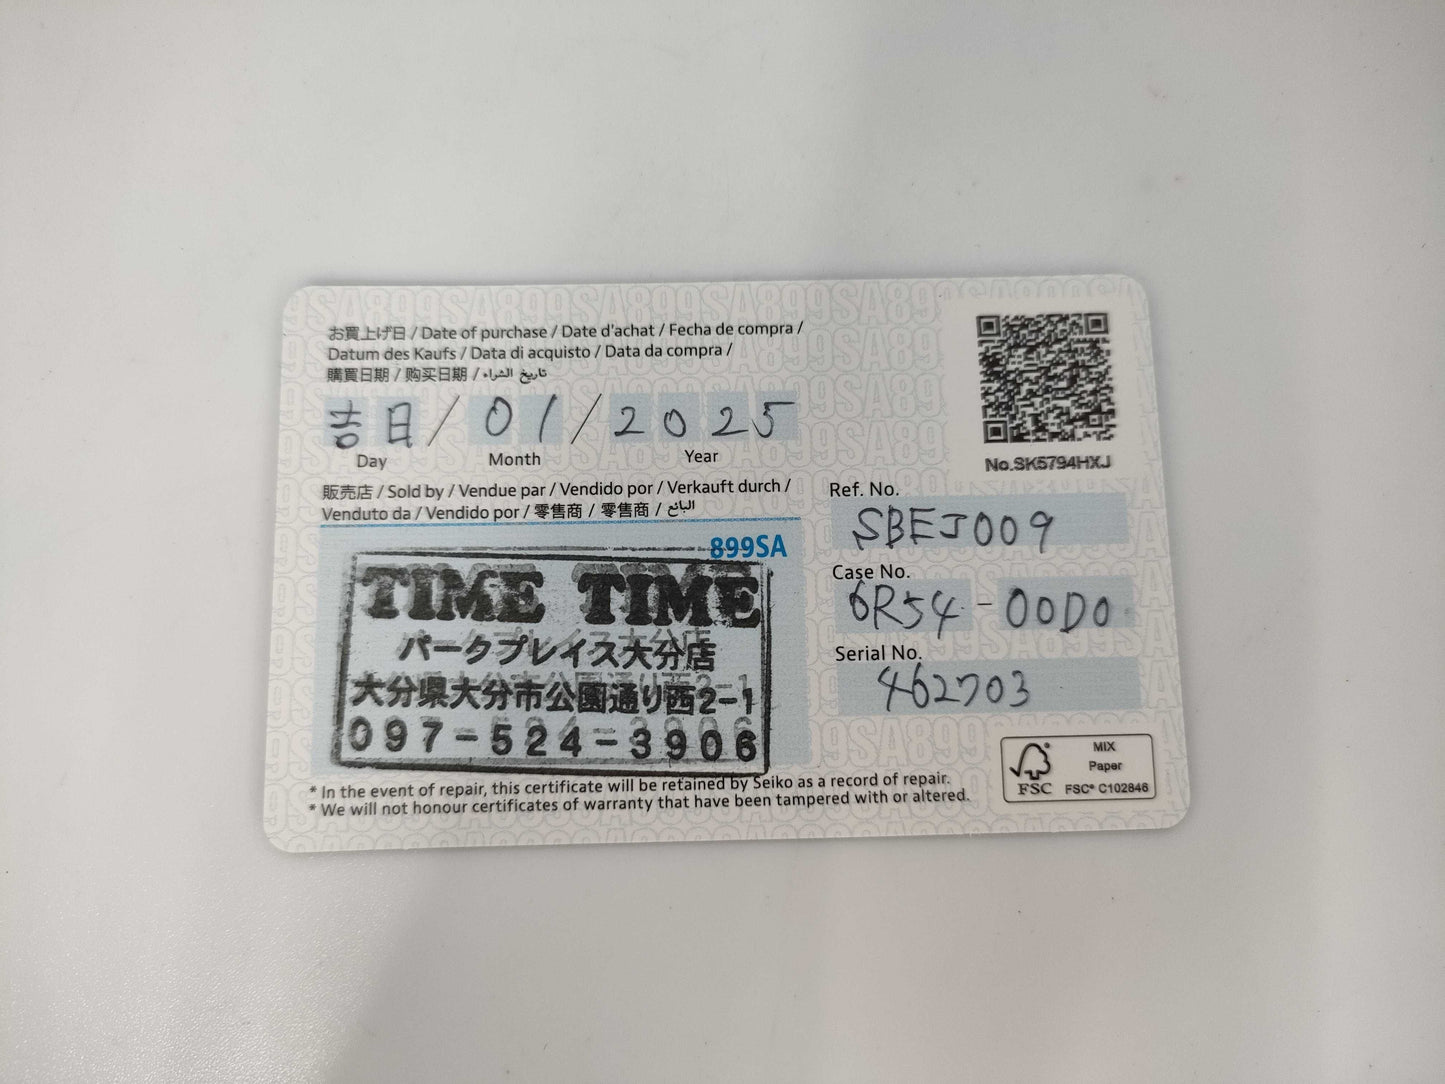 お買上げ日 / Date of purchase / Date d'achat / Fecha de compra /
Datum des Kaufs / Data di acquisto / Data da compra /
購買日期 / 购买日期 / تاريخ الشراء
吉日 / 01 / 2025
Day Month Year
販売店 / Sold by / Vendue par / Vendido por / Verkauft durch /
Venduto da / Vendido por / 零售商 / 零售商 / البائع
899SA
TIME TIME
パークプレイス大分店
大分県大分市公園通り西2-1
097-524-3906
No.SK5794HXJ
Ref. No.
SBEJ009
Case No.
6R54-00D0
Serial No.
462703
* In the event of repair, this certificate will be retained by Seiko as a record of repair.
* We will not honour certificates of warranty that have been tampered with or altered.
MIX
Paper
FSC FSC® C102846